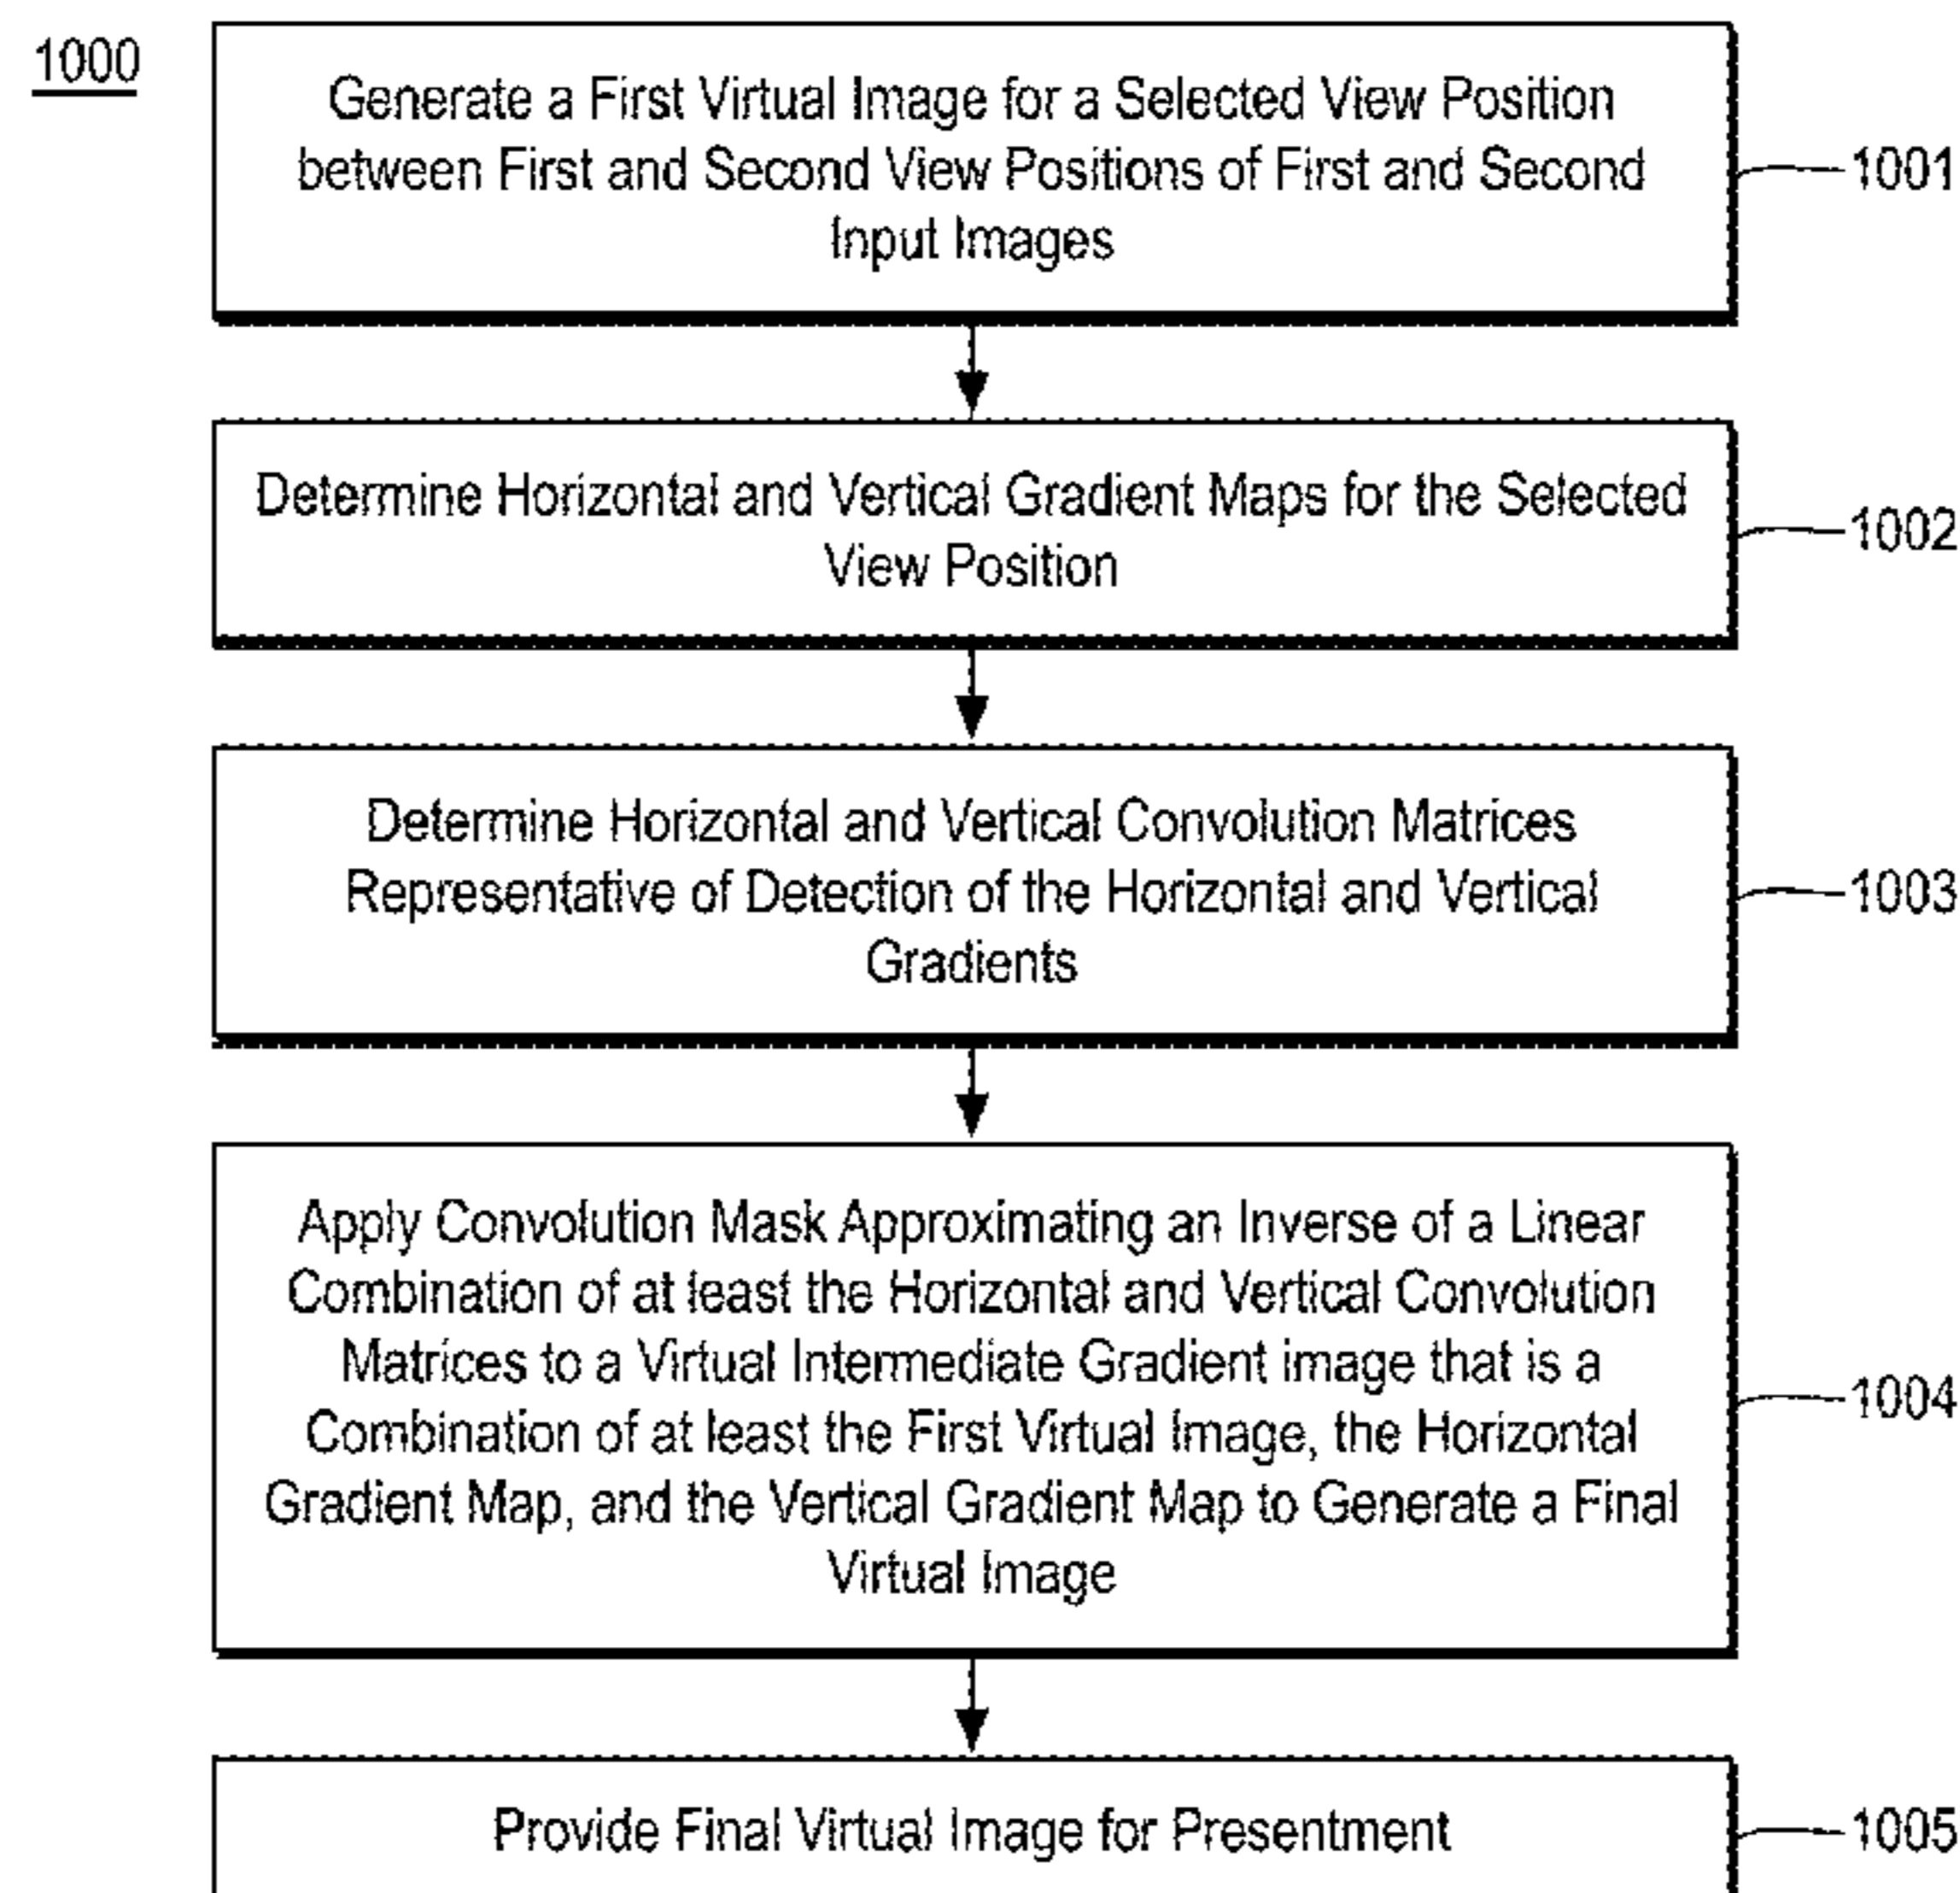 1000
Generate a First Virtual Image for a Selected View Position
between First and Second View Positions of First and Second
Input Images
1001
Determine Horizontal and Vertical Gradient Maps for the Selected
View Position
1002
Determine Horizontal and Vertical Convolution Matrices
Representative of Detection of the Horizontal and Vertical
Gradients
1003
Apply Convolution Mask Approximating an Inverse of a Linear
Combination of at least the Horizontal and Vertical Convolution
Matrices to a Virtual Intermediate Gradient image that is a
Combination of at least the First Virtual Image, the Horizontal
Gradient Map, and the Vertical Gradient Map to Generate a Final
Virtual Image
1004
Provide Final Virtual Image for Presentment
1005